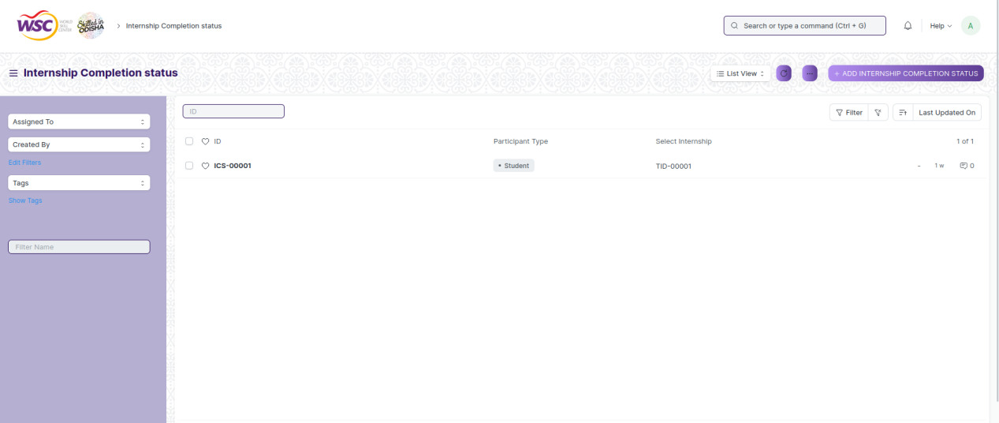 WSC WORLD SKILL CENTER Skilled in ODISHA > Internship Completion status Search or type a command (Ctrl + G) Help A
Internship Completion status List View ... + ADD INTERNSHIP COMPLETION STATUS
ID Filter Last Updated On
Assigned To
Created By
Edit Filters
Tags
Show Tags
Filter Name
ID Participant Type Select Internship 1 of 1
ICS-00001 • Student TID-00001 - 1 w 0